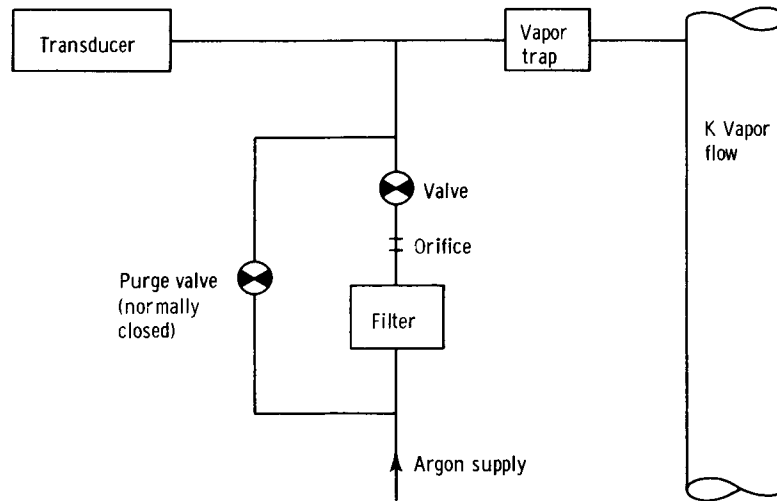 Transducer
Vapor
trap
K Vapor
flow
Valve
Orifice
Purge valve
(normally
closed)
Filter
Argon supply